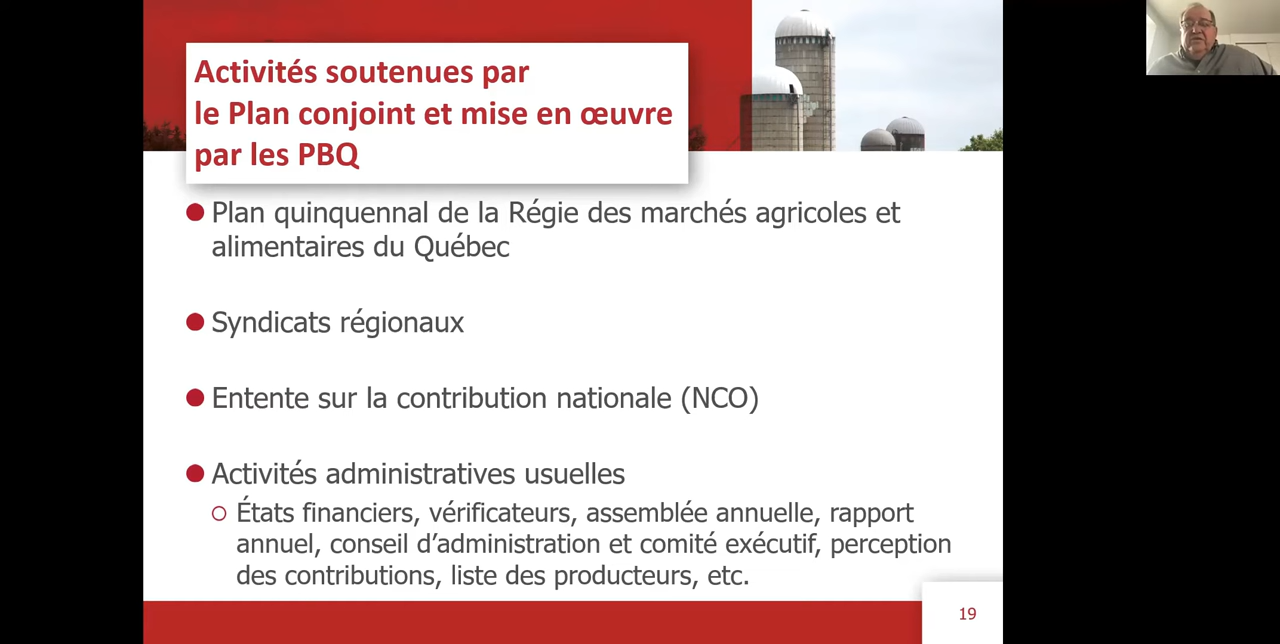 Activités soutenues par
le Plan conjoint et mise en œuvre
par les PBQ
Plan quinquennal de la Régie des marchés agricoles et
alimentaires du Québec
Syndicats régionaux
Entente sur la contribution nationale (NCO)
Activités administratives usuelles
États financiers, vérificateurs, assemblée annuelle, rapport
annuel, conseil d’administration et comité exécutif, perception
des contributions, liste des producteurs, etc.
19